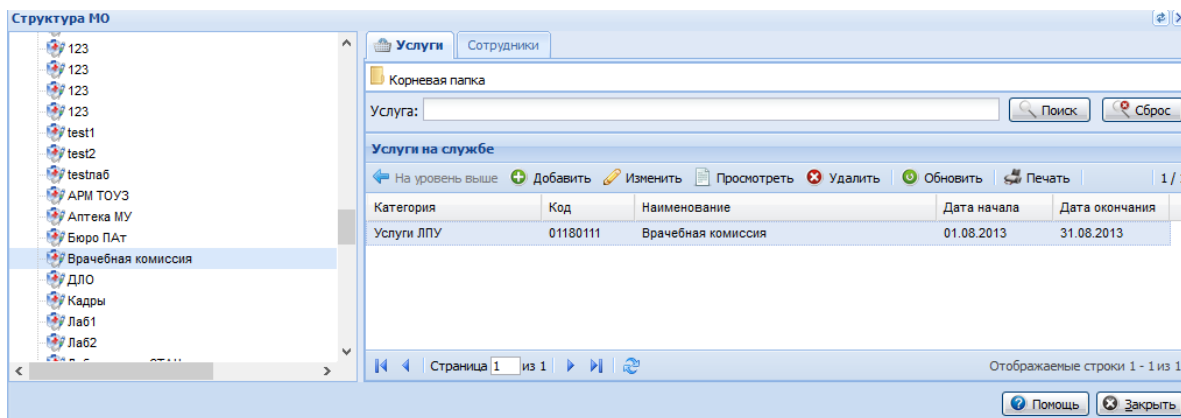 Структура МО
123
123
123
123
test1
test2
testлаб
АРМ ТОУЗ
Аптека МУ
Бюро ПАт
Врачебная комиссия
ДЛО
Кадры
Лаб1
Лаб2
Услуги Сотрудники
Корневая папка
Услуга: Поиск Сброс
Услуги на службе
На уровень выше Добавить Изменить Просмотреть Удалить Обновить Печать 1 /
Категория Код Наименование Дата начала Дата окончания
Услуги ЛПУ 01180111 Врачебная комиссия 01.08.2013 31.08.2013
Страница 1 из 1 Отображаемые строки 1 - 1 из 1
Помощь Закрыть